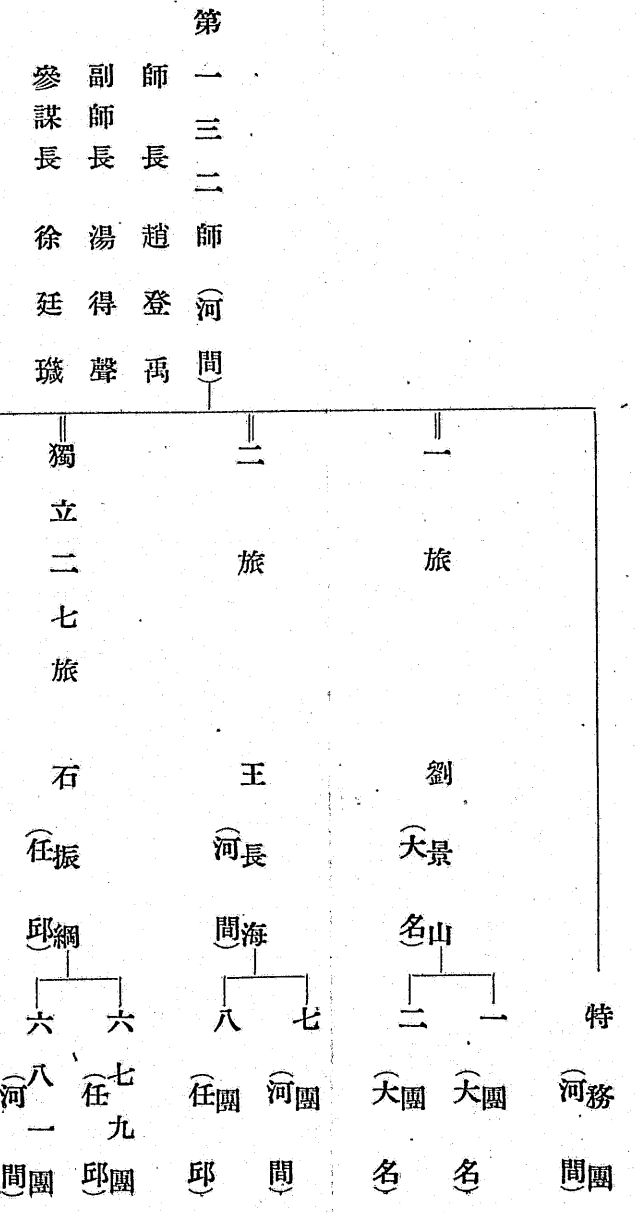 第一三二師(河間)
師長 趙登禹
副師長 湯得聲
參謀長 徐廷璣
特務團(河間)
一旅 劉景山(大名)
一團(大名)
二團(大名)
二旅 王長海(河間)
七團(河間)
八團(任邱)
獨立二七旅 石振綱(任邱)
六七九團(任邱)
六八一團(河間)